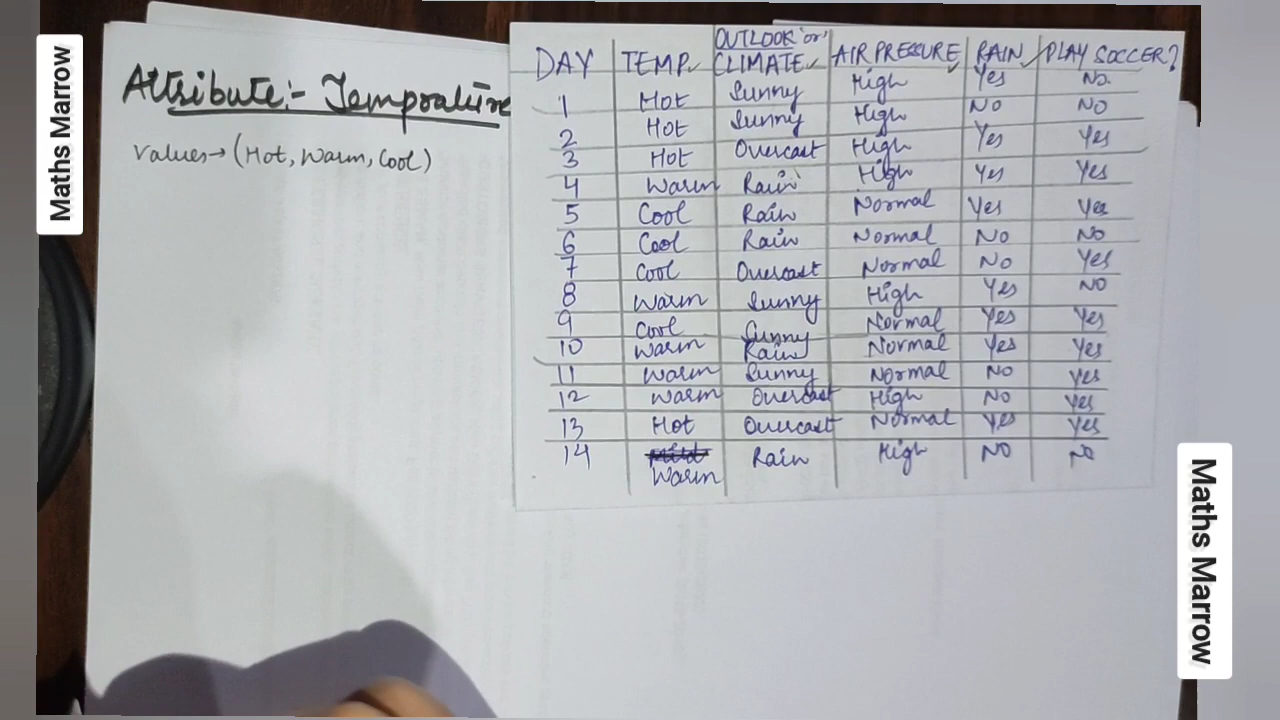 Maths Marrow
Attribute:- Temprature
Values→ (Hot, Warm, Cool)
DAY TEMP. OUTLOOK 'or' CLIMATE AIR PRESSURE RAIN PLAY SOCCER?
1 Hot Sunny High Yes No
2 Hot Sunny High No No
3 Hot Overcast High Yes Yes
4 Warm Rain High Yes Yes
5 Cool Rain Normal Yes Yes
6 Cool Rain Normal No No
7 Cool Overcast Normal No Yes
8 Warm Sunny High Yes No
9 Cool Sunny Normal Yes Yes
10 Warm Rain Normal Yes Yes
11 Warm Sunny Normal No Yes
12 Warm Overcast High No Yes
13 Hot Overcast Normal Yes Yes
14 Warm Rain High No No
Maths Marrow